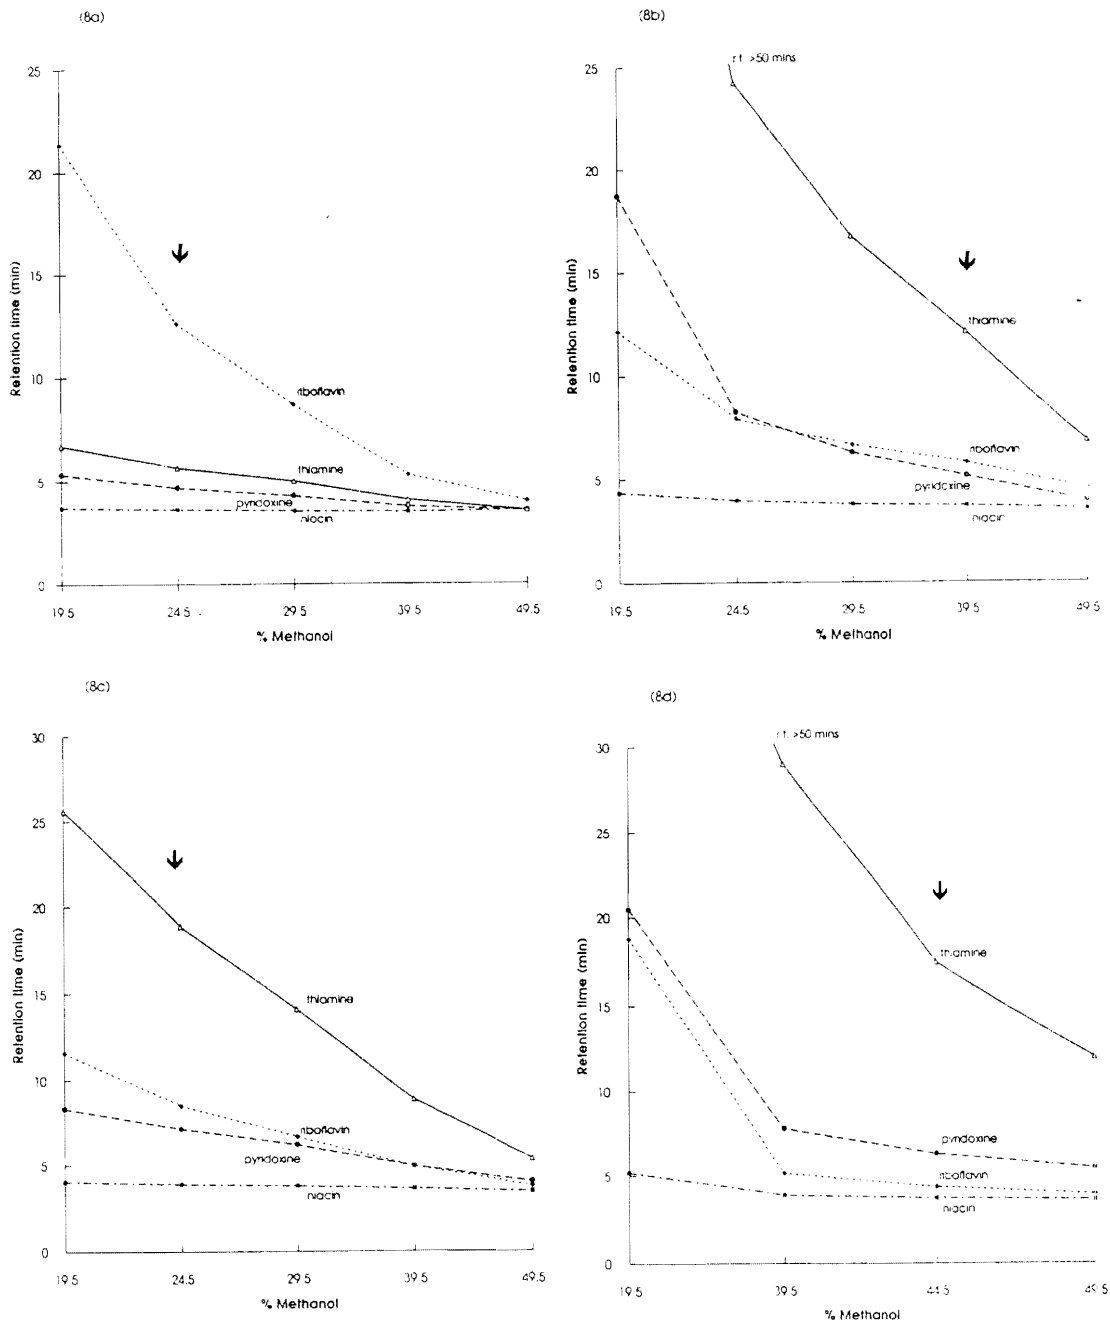 (8a)
25
20
15
10
5
0
Retention time (min)
riboflavin
thiamine
pyridoxine
niacin
19.5
24.5
29.5
39.5
49.5
% Methanol
(8b)
r.t. >50 mins
25
20
15
10
5
0
Retention time (min)
thiamine
riboflavin
pyridoxine
niacin
19.5
24.5
29.5
39.5
49.5
% Methanol
(8c)
30
25
20
15
10
5
0
Retention time (min)
thiamine
riboflavin
pyridoxine
niacin
19.5
24.5
29.5
39.5
49.5
% Methanol
(8d)
r.t. >50 mins
30
25
20
15
10
5
0
Retention time (min)
thiamine
pyridoxine
riboflavin
niacin
19.5
39.5
49.5
% Methanol